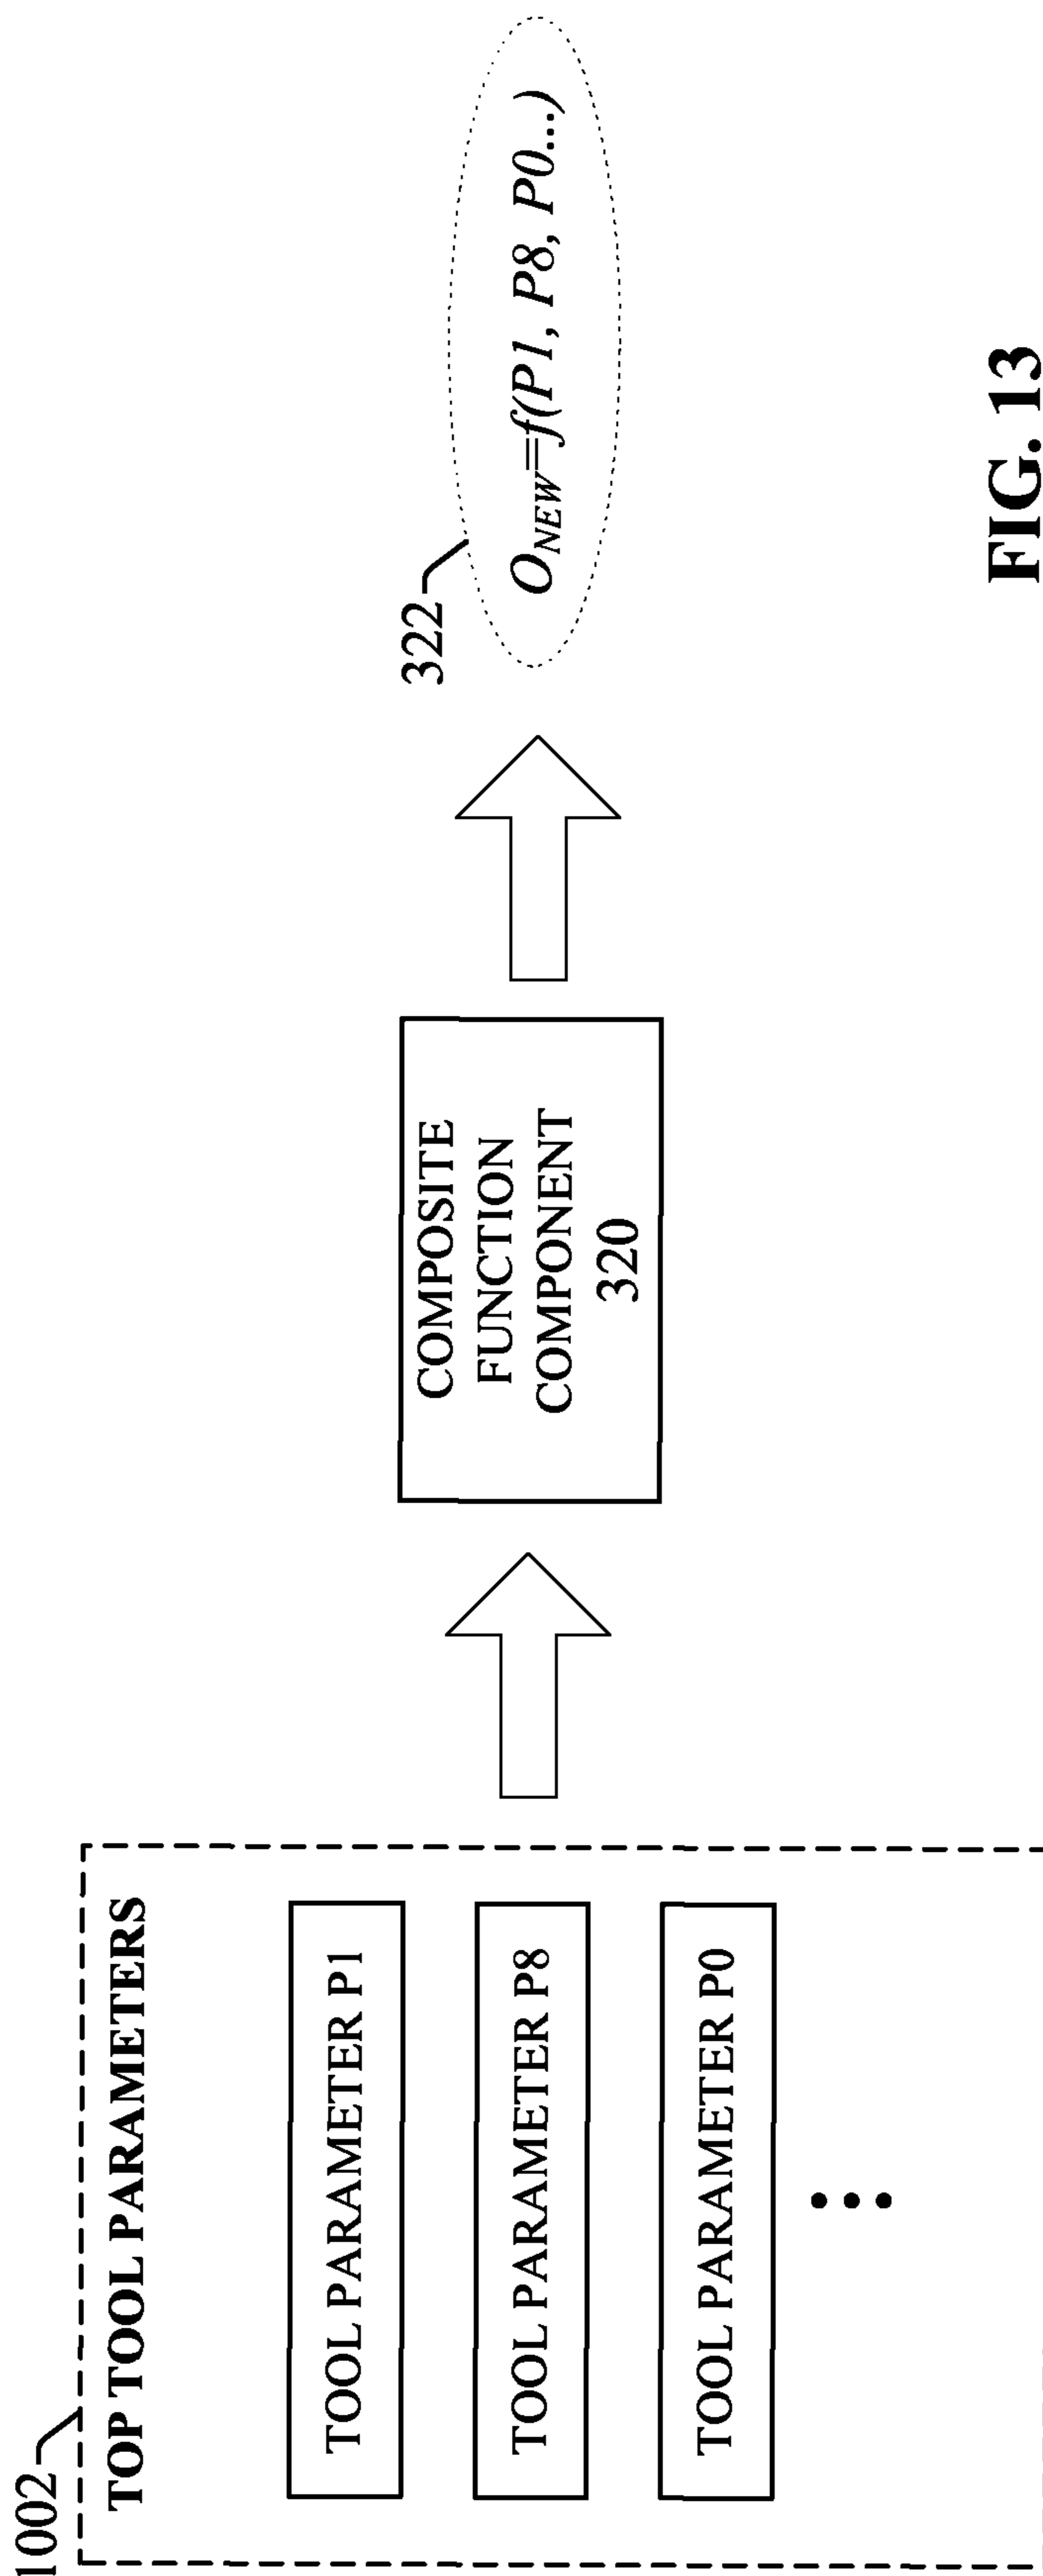 1002
TOP TOOL PARAMETERS
TOOL PARAMETER P1
TOOL PARAMETER P8
TOOL PARAMETER P0
COMPOSITE
FUNCTION
COMPONENT
320
322
O_NEW=f(P1, P8, P0...)
FIG. 13